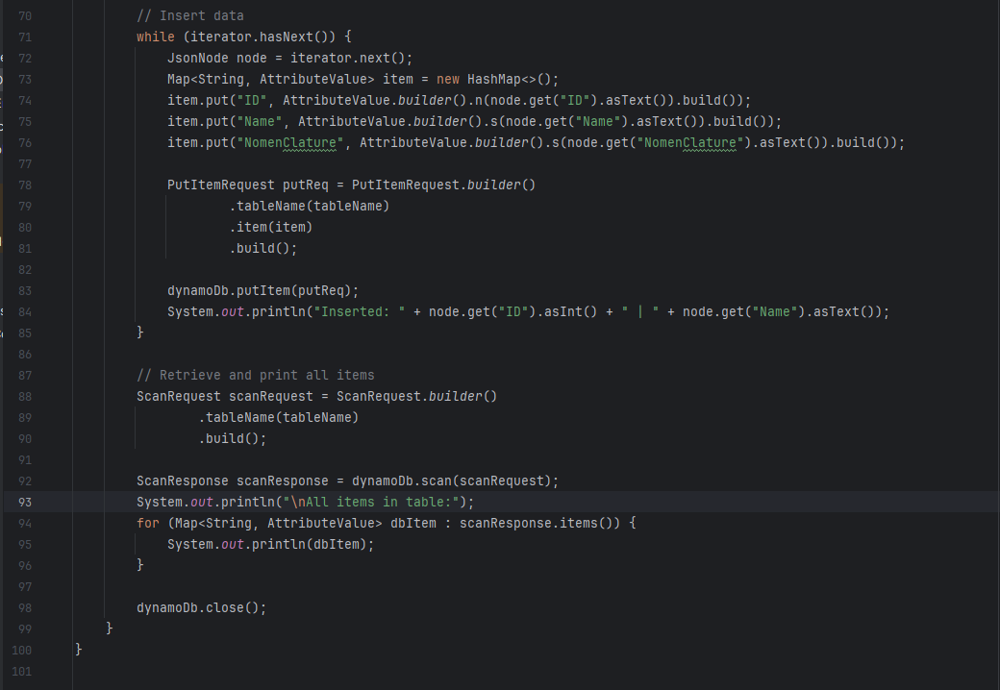 70 // Insert data
71 while (iterator.hasNext()) {
72 JsonNode node = iterator.next();
73 Map<String, AttributeValue> item = new HashMap<>();
74 item.put("ID", AttributeValue.builder().n(node.get("ID").asText()).build());
75 item.put("Name", AttributeValue.builder().s(node.get("Name").asText()).build());
76 item.put("NomenClature", AttributeValue.builder().s(node.get("NomenClature").asText()).build());
77
78 PutItemRequest putReq = PutItemRequest.builder()
79 .tableName(tableName)
80 .item(item)
81 .build();
82
83 dynamoDb.putItem(putReq);
84 System.out.println("Inserted: " + node.get("ID").asInt() + " | " + node.get("Name").asText());
85 }
86
87 // Retrieve and print all items
88 ScanRequest scanRequest = ScanRequest.builder()
89 .tableName(tableName)
90 .build();
91
92 ScanResponse scanResponse = dynamoDb.scan(scanRequest);
93 System.out.println("\nAll items in table:");
94 for (Map<String, AttributeValue> dbItem : scanResponse.items()) {
95 System.out.println(dbItem);
96 }
97
98 dynamoDb.close();
99 }
100 }
101